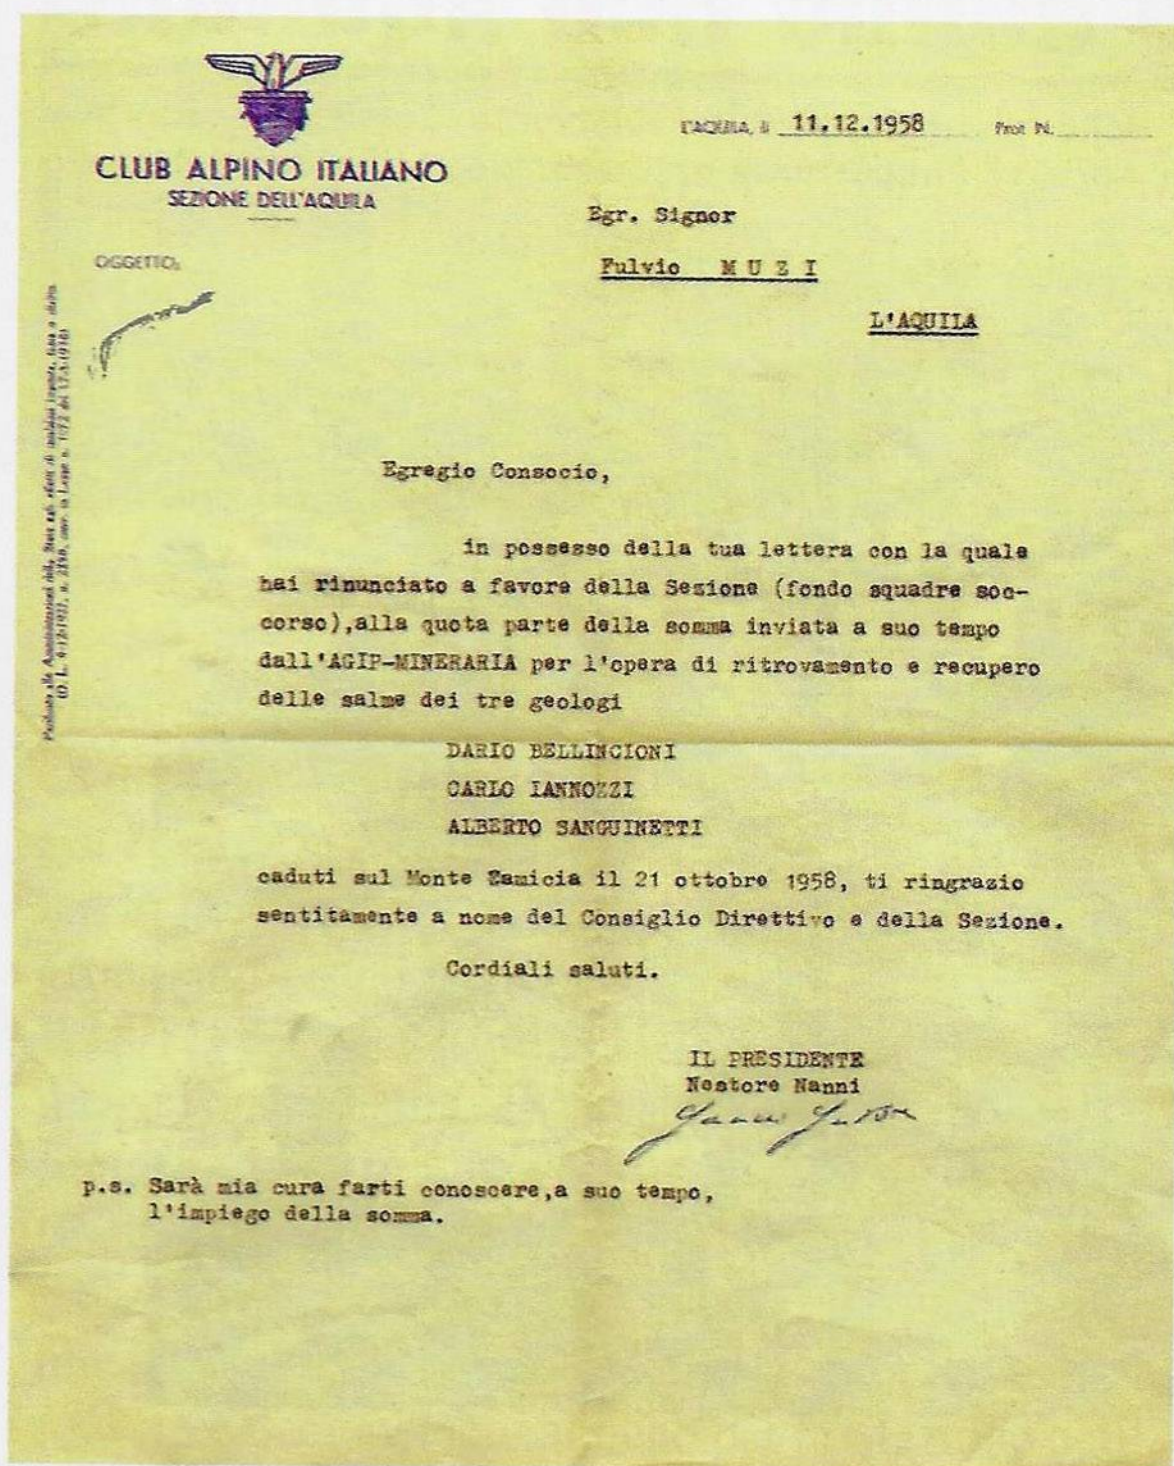 CLUB ALPINO ITALIANO
SEZIONE DELL'AQUILA
L'AQUILA, li 11.12.1958 Prot. N.
Egr. Signor
Fulvio M U Z I
L'AQUILA
OGGETTO:
Egregio Consocio,
in possesso della tua lettera con la quale
hai rinunciato a favore della Sezione (fondo squadre soc-
corso),alla quota parte della somma inviata a suo tempo
dall'AGIP-MINERARIA per l'opera di ritrovamento e recupero
delle salme dei tre geologi
DARIO BELLINCIONI
CARLO IANNOZZI
ALBERTO SANGUINETTI
caduti sul Monte Camicia il 21 ottobre 1958, ti ringrazio
sentitamente a nome del Consiglio Direttivo e della Sezione.
Cordiali saluti.
IL PRESIDENTE
Nestore Nanni
p.s. Sarà mia cura farti conoscere,a suo tempo,
l'impiego della somma.